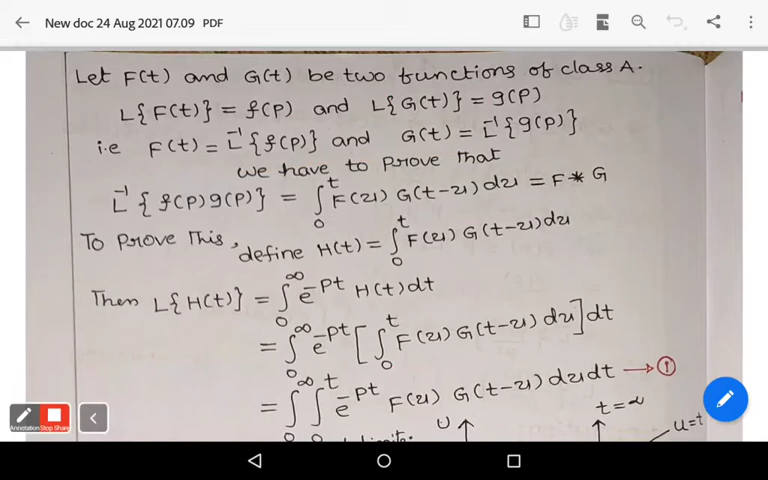 New doc 24 Aug 2021 07.09 PDF
Let F(t) and G(t) be two functions of class A.
L{F(t)} = f(P) and L{G(t)} = g(P)
i.e F(t) = L⁻¹{f(P)} and G(t) = L⁻¹{g(P)}
we have to prove that
L⁻¹{f(P)g(P)} = ∫₀ᵗ F(u) G(t-u) du = F * G
To prove this, define H(t) = ∫₀ᵗ F(u) G(t-u) du
Then L{H(t)} = ∫₀^∞ e^-Pt H(t) dt
= ∫₀^∞ e^-Pt [∫₀ᵗ F(u) G(t-u) du] dt
= ∫₀^∞ ∫₀ᵗ e^-Pt F(u) G(t-u) du dt → ①
U t=∞ u=t
limits.
Annotation Stop Share